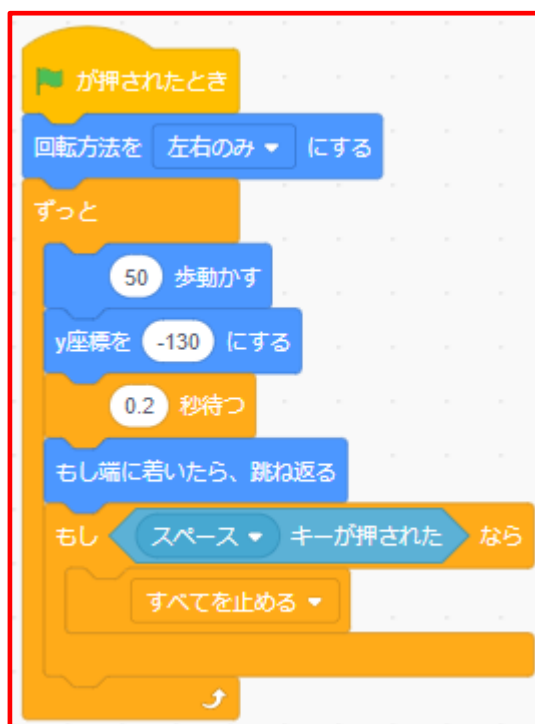 が押されたとき
回転方法を 左右のみ にする
ずっと
50 歩動かす
y座標を -130 にする
0.2 秒待つ
もし端に着いたら、跳ね返る
もし スペース キーが押された なら
すべてを止める